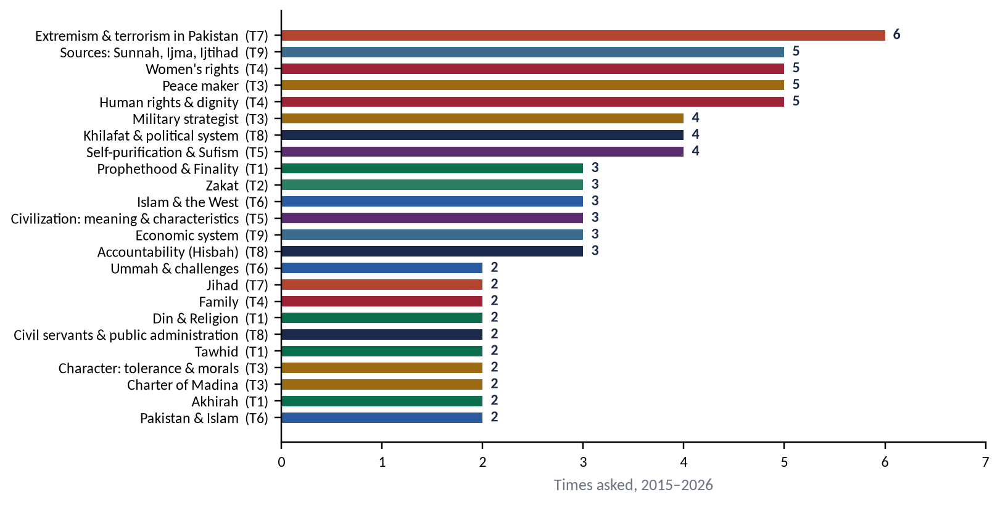 Extremism & terrorism in Pakistan (T7) 6
Sources: Sunnah, Ijma, Ijtihad (T9) 5
Women's rights (T4) 5
Peace maker (T3) 5
Human rights & dignity (T4) 5
Military strategist (T3) 4
Khilafat & political system (T8) 4
Self-purification & Sufism (T5) 4
Prophethood & Finality (T1) 3
Zakat (T2) 3
Islam & the West (T6) 3
Civilization: meaning & characteristics (T5) 3
Economic system (T9) 3
Accountability (Hisbah) (T8) 3
Ummah & challenges (T6) 2
Jihad (T7) 2
Family (T4) 2
Din & Religion (T1) 2
Civil servants & public administration (T8) 2
Tawhid (T1) 2
Character: tolerance & morals (T3) 2
Charter of Madina (T3) 2
Akhirah (T1) 2
Pakistan & Islam (T6) 2
0 1 2 3 4 5 6 7
Times asked, 2015–2026